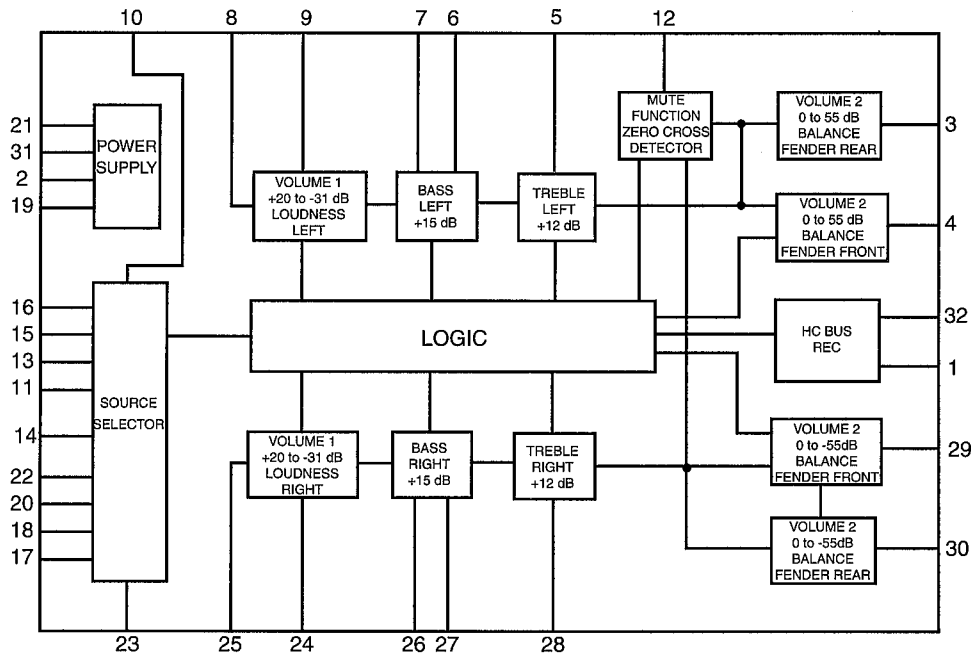 10
8
9
7
6
5
12
21
31
2
19
POWER
SUPPLY
VOLUME 1
+20 to -31 dB
LOUDNESS
LEFT
BASS
LEFT
+15 dB
TREBLE
LEFT
+12 dB
MUTE
FUNCTION
ZERO CROSS
DETECTOR
VOLUME 2
0 to 55 dB
BALANCE
FENDER REAR
3
VOLUME 2
0 to 55 dB
BALANCE
FENDER FRONT
4
16
15
13
11
14
22
20
18
17
SOURCE
SELECTOR
LOGIC
HC BUS
REC
32
1
VOLUME 1
+20 to -31 dB
LOUDNESS
RIGHT
BASS
RIGHT
+15 dB
TREBLE
RIGHT
+12 dB
VOLUME 2
0 to -55dB
BALANCE
FENDER FRONT
29
VOLUME 2
0 to -55dB
BALANCE
FENDER REAR
30
23
25
24
26
27
28